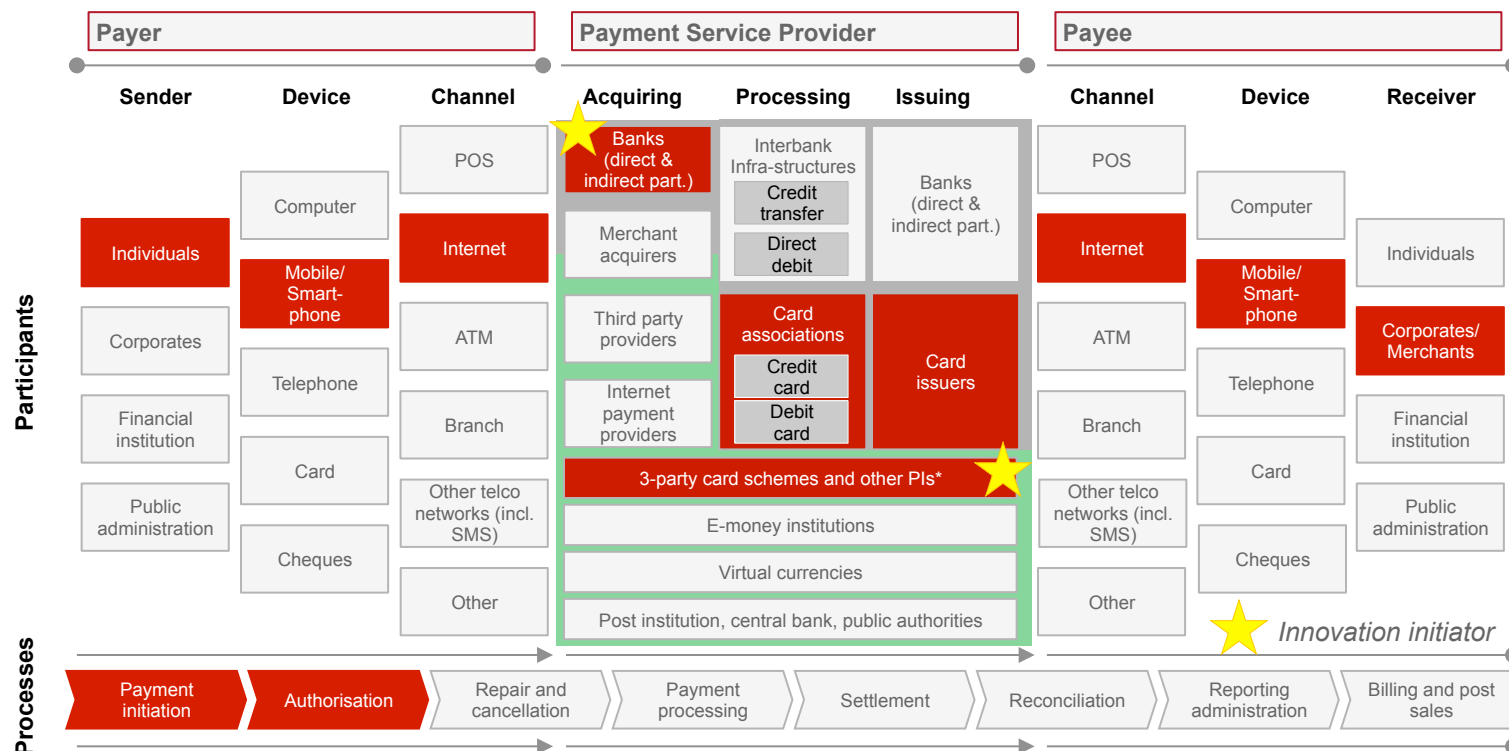 Payer
Payment Service Provider
Payee
Sender
Device
Channel
Acquiring
Processing
Issuing
Channel
Device
Receiver
Participants
Individuals
Corporates
Financial
institution
Public
administration
Computer
Mobile/
Smart-
phone
Telephone
Card
Cheques
POS
Internet
ATM
Branch
Other telco
networks (incl.
SMS)
Other
Banks
(direct &
indirect part.)
Merchant
acquirers
Third party
providers
Internet
payment
providers
Interbank
Infra-structures
Credit
transfer
Direct
debit
Card
associations
Credit
card
Debit
card
Banks
(direct &
indirect part.)
Card
issuers
3-party card schemes and other PIs*
E-money institutions
Virtual currencies
Post institution, central bank, public authorities
POS
Internet
ATM
Branch
Other telco
networks (incl.
SMS)
Other
Computer
Mobile/
Smart-
phone
Telephone
Card
Cheques
Individuals
Corporates/
Merchants
Financial
institution
Public
administration
Innovation initiator
Processes
Payment
initiation
Authorisation
Repair and
cancellation
Payment
processing
Settlement
Reconciliation
Reporting
administration
Billing and post
sales